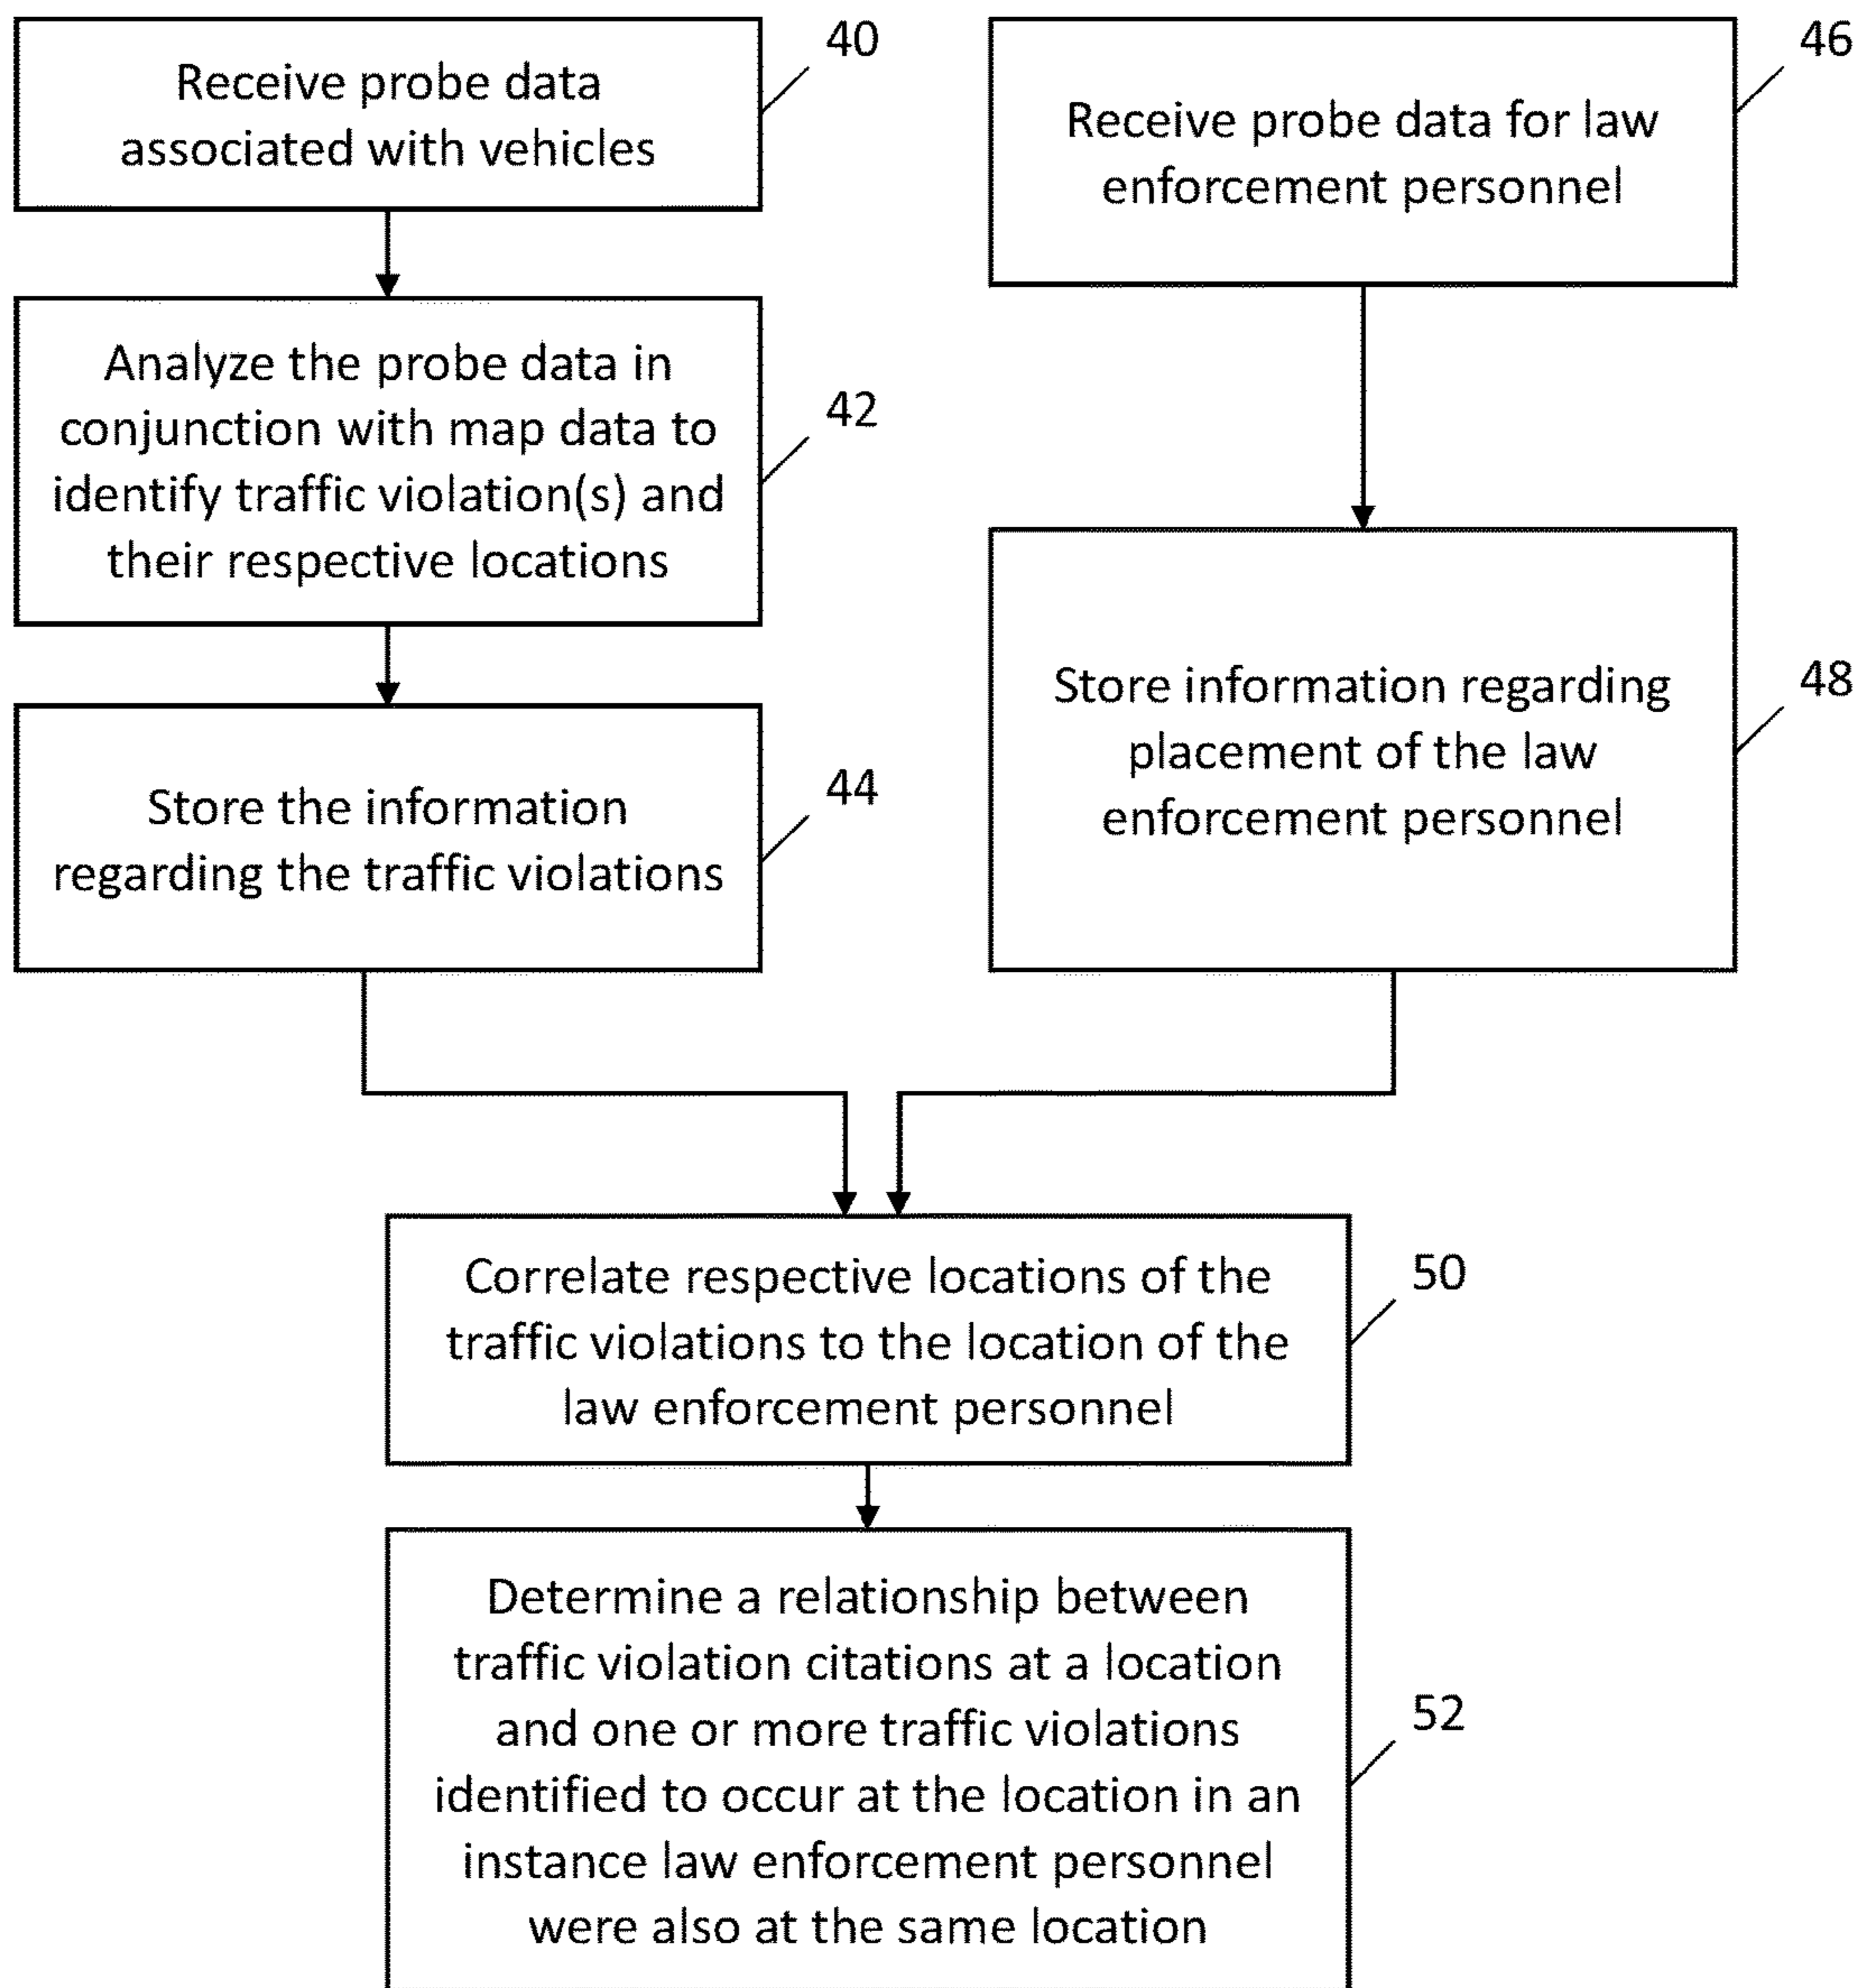 40
Receive probe data
associated with vehicles
42
Analyze the probe data in
conjunction with map data to
identify traffic violation(s) and
their respective locations
44
Store the information
regarding the traffic violations
46
Receive probe data for law
enforcement personnel
48
Store information regarding
placement of the law
enforcement personnel
50
Correlate respective locations of the
traffic violations to the location of the
law enforcement personnel
52
Determine a relationship between
traffic violation citations at a location
and one or more traffic violations
identified to occur at the location in an
instance law enforcement personnel
were also at the same location